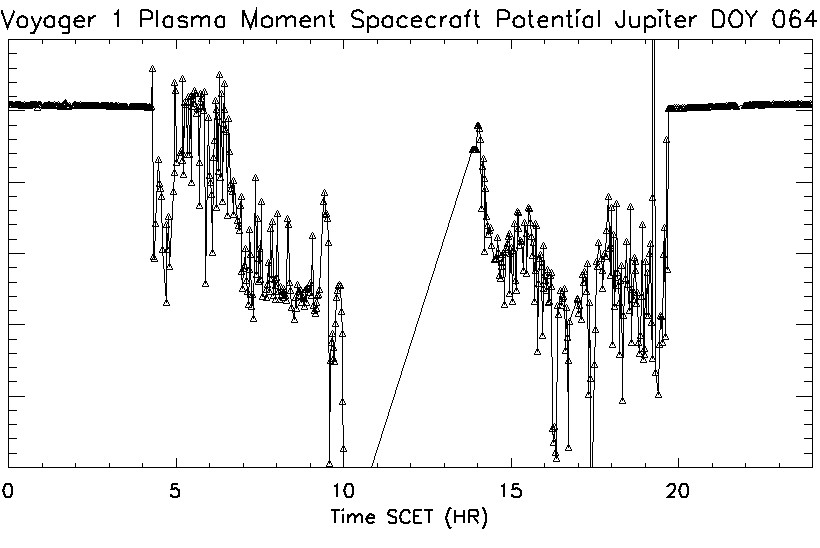 Voyager 1 Plasma Moment Spacecraft Potential Jupiter DOY 064
0 5 10 15 20
Time SCET (HR)